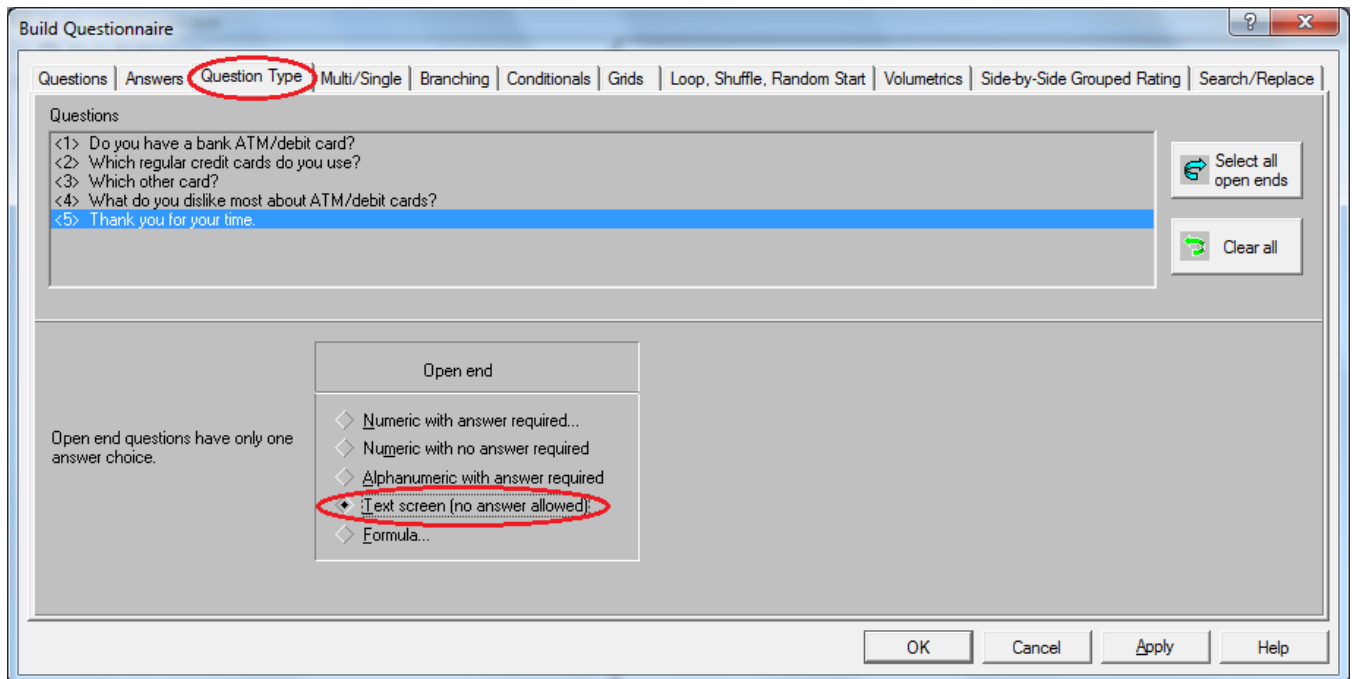 Build Questionnaire
Questions Answers Question Type Multi/Single Branching Conditionals Grids Loop, Shuffle, Random Start Volumetrics Side-by-Side Grouped Rating Search/Replace
Questions
<1> Do you have a bank ATM/debit card?
<2> Which regular credit cards do you use?
<3> Which other card?
<4> What do you dislike most about ATM/debit cards?
<5> Thank you for your time.
Select all
open ends
Clear all
Open end
Open end questions have only one
answer choice.
Numeric with answer required...
Numeric with no answer required
Alphanumeric with answer required
Text screen (no answer allowed)
Formula...
OK Cancel Apply Help